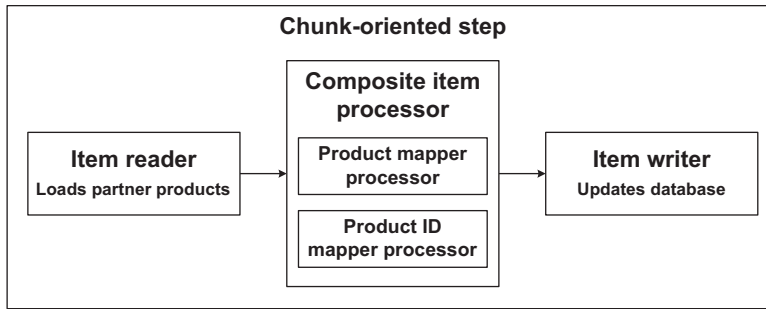 Chunk-oriented step
Composite item
processor
Item reader
Loads partner products
Product mapper
processor
Product ID
mapper processor
Item writer
Updates database